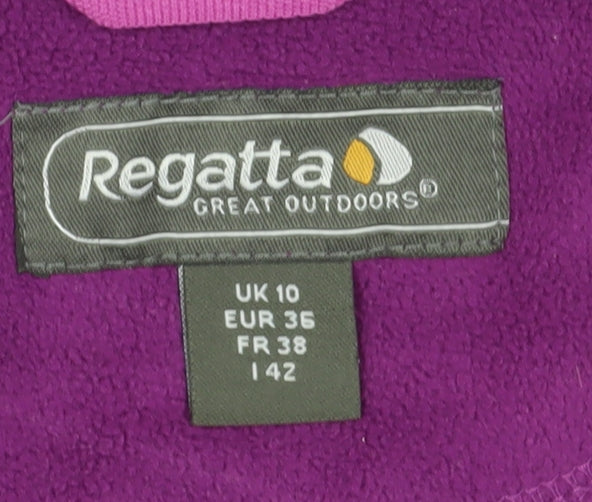 Regatta
GREAT OUTDOORS®
UK 10
EUR 36
FR 38
I 42